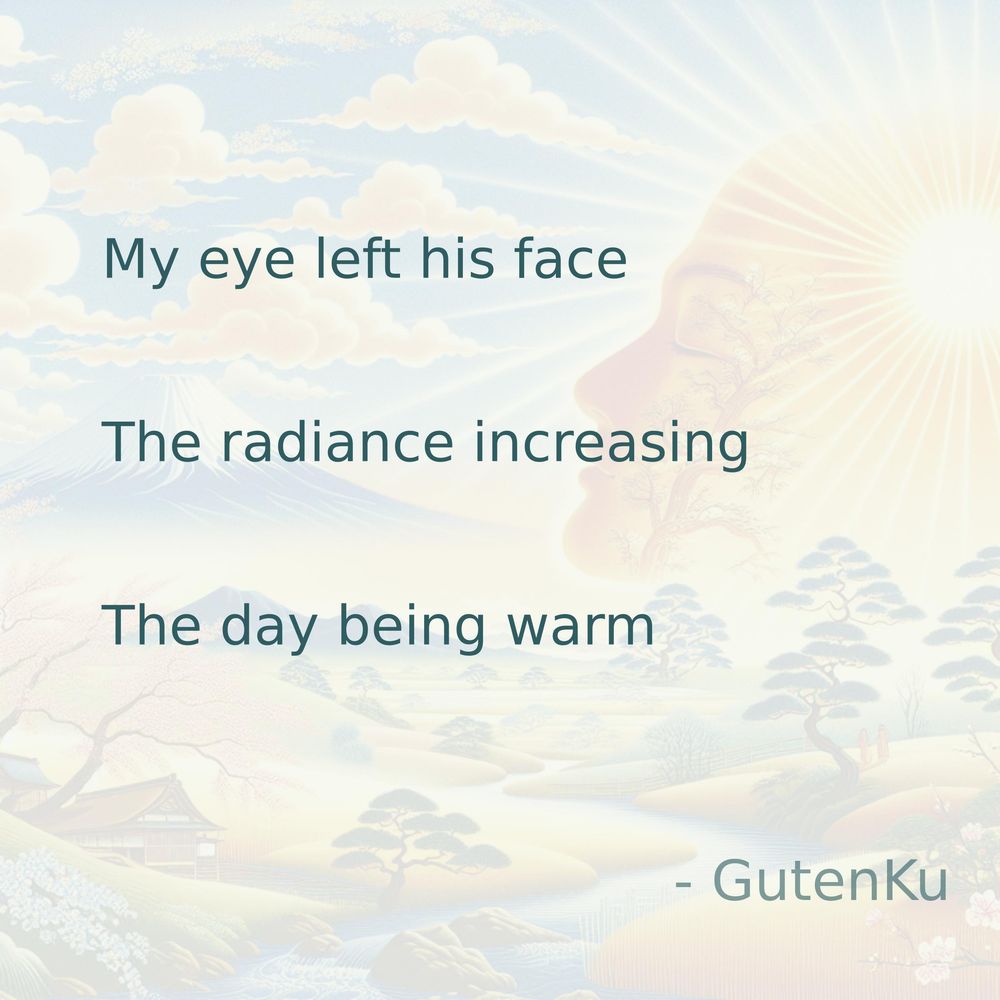 My eye left his face
The radiance increasing
The day being warm
- GutenKu